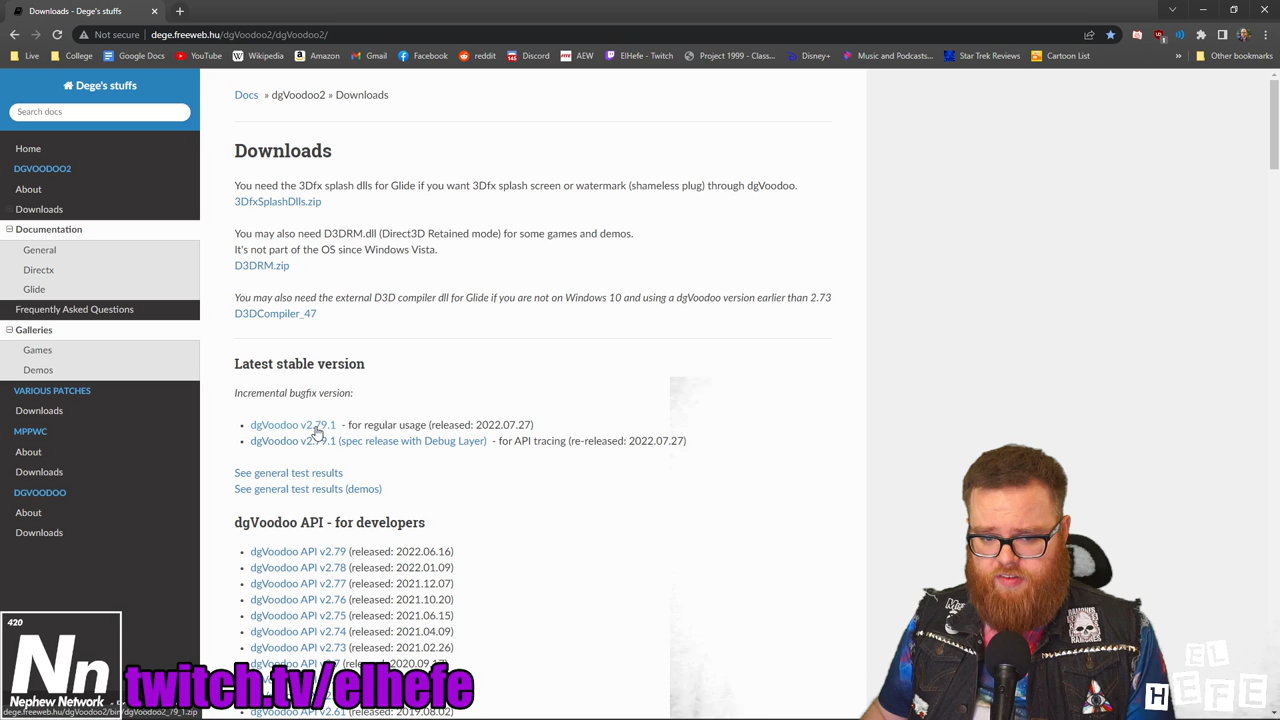 Downloads - Dege's stuffs
Not secure
dege.freeweb.hu/dgVoodoo2/dgVoodoo2/
Live
College
Google Docs
YouTube
Wikipedia
Amazon
Gmail
Facebook
reddit
Discord
AEW
ElHefe - Twitch
Project 1999 - Class...
Disney+
Music and Podcasts...
Star Trek Reviews
Cartoon List
»
Other bookmarks
Dege's stuffs
Search docs
Home
DGVOODOO2
About
Downloads
Documentation
General
Directx
Glide
Frequently Asked Questions
Galleries
Games
Demos
VARIOUS PATCHES
Downloads
MPPWC
About
Downloads
DGVOODOO
About
Downloads
Docs » dgVoodoo2 » Downloads
Downloads
You need the 3Dfx splash dlls for Glide if you want 3Dfx splash screen or watermark (shameless plug) through dgVoodoo.
3DfxSplashDlls.zip
You may also need D3DRM.dll (Direct3D Retained mode) for some games and demos.
It's not part of the OS since Windows Vista.
D3DRM.zip
You may also need the external D3D compiler dll for Glide if you are not on Windows 10 and using a dgVoodoo version earlier than 2.73
D3DCompiler_47
Latest stable version
Incremental bugfix version:
• dgVoodoo v2.79.1 - for regular usage (released: 2022.07.27)
• dgVoodoo v2.79.1 (spec release with Debug Layer) - for API tracing (re-released: 2022.07.27)
See general test results
See general test results (demos)
dgVoodoo API - for developers
• dgVoodoo API v2.79 (released: 2022.06.16)
• dgVoodoo API v2.78 (released: 2022.01.09)
• dgVoodoo API v2.77 (released: 2021.12.07)
• dgVoodoo API v2.76 (released: 2021.10.20)
• dgVoodoo API v2.75 (released: 2021.06.15)
• dgVoodoo API v2.74 (released: 2021.04.09)
• dgVoodoo API v2.73 (released: 2021.02.26)
420
Nn
Nephew Network
twitch.tv/elhefe
dege.freeweb.hu/dgVoodoo2/bin/dgVoodoo2_79_1.zip
RAMONES
EL
HEFE